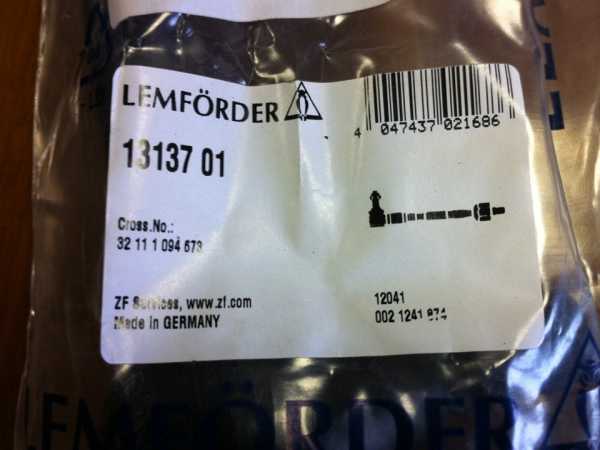 LEMFÖRDER
4 047437 021686
13137 01
Cross.No.:
32 11 1 094 673
ZF Services, www.zf.com
Made in GERMANY
12041
002 1241 874
LEMFÖRDER